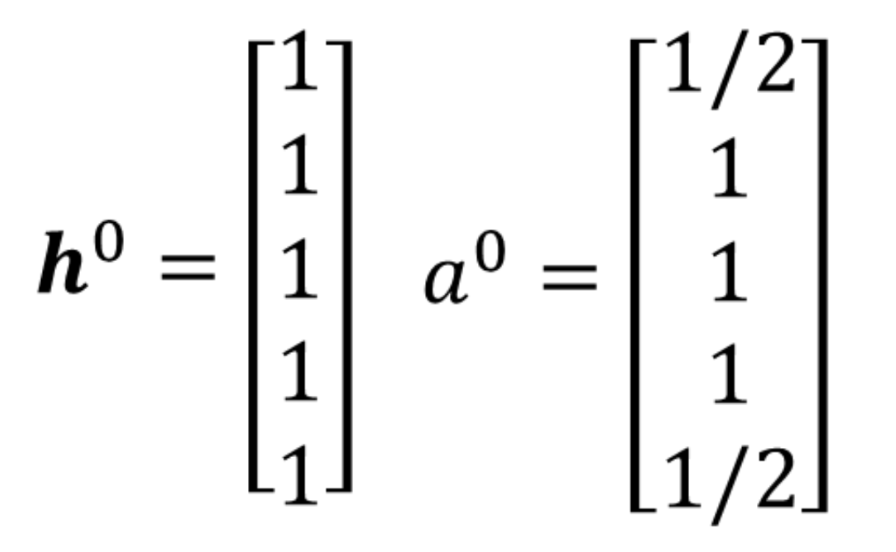 h⁰ = [1 1 1 1 1] a⁰ = [1/2 1 1 1 1/2]